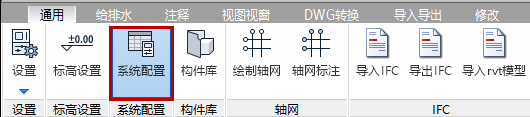 通用 给排水 注释 视图视窗 DWG转换 导入导出 修改
±0.00
设置 标高设置 系统配置 构件库 绘制轴网 轴网标注 导入IFC 导出IFC 导入rvt模型
设置 标高设置 系统配置 构件库 轴网 IFC